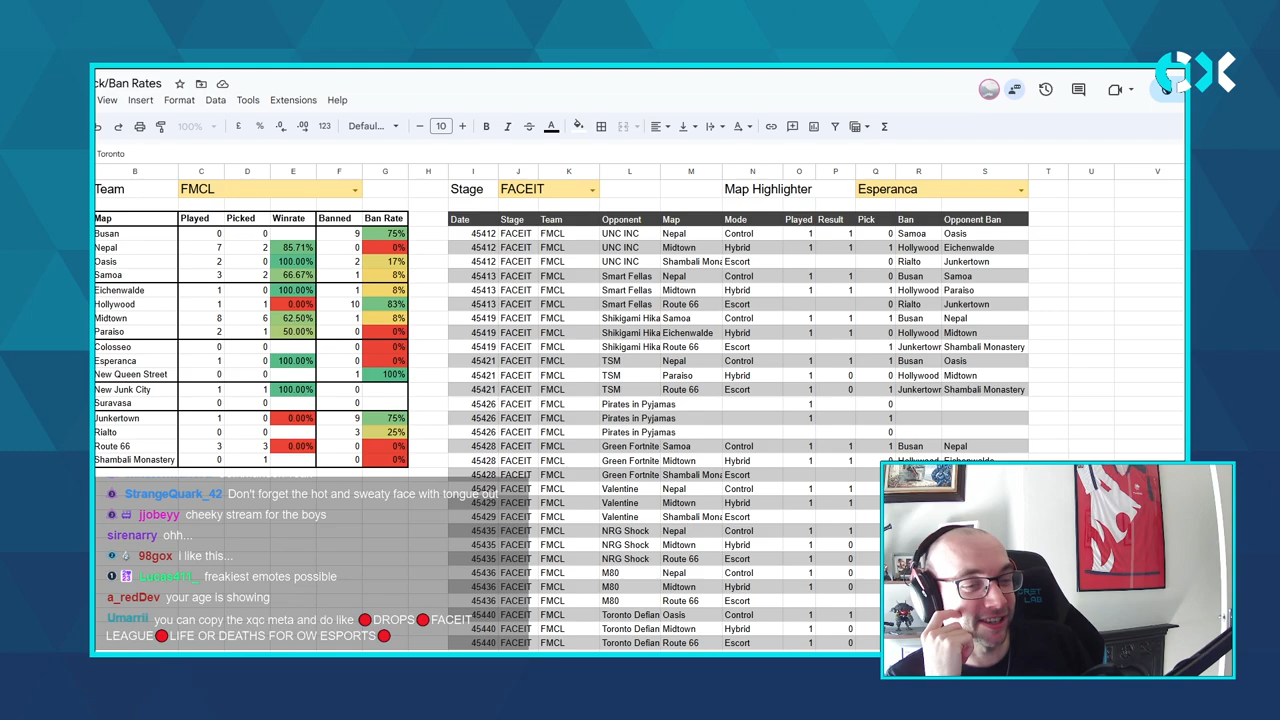 ck/Ban Rates
View Insert Format Data Tools Extensions Help
100% £ % .0 .00 123 Defaul... 10 B I A
Toronto
B C D E F G H I J K L M N O P Q R S T U V
Team FMCL Stage FACEIT Map Highlighter Esperanca
Map Played Picked Winrate Banned Ban Rate
Busan 0 0 9 75%
Nepal 7 2 85.71% 0 0%
Oasis 2 0 100.00% 2 17%
Samoa 3 2 66.67% 1 8%
Eichenwalde 1 0 100.00% 1 8%
Hollywood 1 1 0.00% 10 83%
Midtown 8 6 62.50% 1 8%
Paraiso 2 1 50.00% 0 0%
Colosseo 0 0 0 0%
Esperanca 1 0 100.00% 0 0%
New Queen Street 0 0 1 100%
New Junk City 1 1 100.00% 0
Suravasa 0 0 0
Junkertown 1 0 0.00% 9 75%
Rialto 0 0 3 25%
Route 66 3 3 0.00% 0 0%
Shambali Monastery 0 1 0 0%
Date Stage Team Opponent Map Mode Played Result Pick Ban Opponent Ban
45412 FACEIT FMCL UNC INC Nepal Control 1 1 0 Samoa Oasis
45412 FACEIT FMCL UNC INC Midtown Hybrid 1 1 1 Hollywood Eichenwalde
45412 FACEIT FMCL UNC INC Shambali Mona Escort 0 Rialto Junkertown
45413 FACEIT FMCL Smart Fellas Nepal Control 1 1 0 Busan Samoa
45413 FACEIT FMCL Smart Fellas Eichenwalde Hybrid 1 1 0 Hollywood Paraiso
45413 FACEIT FMCL Smart Fellas Route 66 Escort 0 Rialto Junkertown
45419 FACEIT FMCL Shikigami Hika Samoa Control 1 1 1 Busan Nepal
45419 FACEIT FMCL Shikigami Hika Eichenwalde Hybrid 1 1 0 Hollywood Midtown
45419 FACEIT FMCL Shikigami Hika Route 66 Escort 1 Junkertown Shambali Monastery
45421 FACEIT FMCL TSM Nepal Control 1 1 1 Busan Oasis
45421 FACEIT FMCL TSM Paraiso Hybrid 1 0 0 Hollywood Midtown
45421 FACEIT FMCL TSM Route 66 Escort 1 0 1 Junkertown Shambali Monastery
45426 FACEIT FMCL Pirates in Pyjamas 1 0
45426 FACEIT FMCL Pirates in Pyjamas 1 1
45426 FACEIT FMCL Pirates in Pyjamas 0
45428 FACEIT FMCL Green Fortnite Samoa Control 1 1 1 Busan Nepal
45428 FACEIT FMCL Green Fortnite Midtown Hybrid 1 1 0 Hollywood Eichenwalde
45428 FACEIT FMCL Green Fortnite Shambali Mona Escort
45429 FACEIT FMCL Valentine Nepal Control 1 1
45429 FACEIT FMCL Valentine Midtown Hybrid 1 1
45429 FACEIT FMCL Valentine Shambali Mona Escort
45435 FACEIT FMCL NRG Shock Nepal Control 1 1
45435 FACEIT FMCL NRG Shock Midtown Hybrid 1 0
45435 FACEIT FMCL NRG Shock Route 66 Escort 1 0
45436 FACEIT FMCL M80 Nepal Control 1 0
45436 FACEIT FMCL M80 Midtown Hybrid 1 0
45436 FACEIT FMCL M80 Route 66 Escort
45440 FACEIT FMCL Toronto Defian Oasis Control 1 1
45440 FACEIT FMCL Toronto Defian Midtown Hybrid 1 0
45440 FACEIT FMCL Toronto Defian Route 66 Escort 1 0
StrangeQuark_42 Don't forget the hot and sweaty face with tongue out
jjobeyy cheeky stream for the boys
sirenarry ohh...
98gox I like this...
freakiest emotes possible
a_redDev your age is showing
Umarrii you can copy the xqc meta and do like 🔴DROPS🔴FACEIT
LEAGUE🔴LIFE OR DEATHS FOR OW ESPORTS🔴